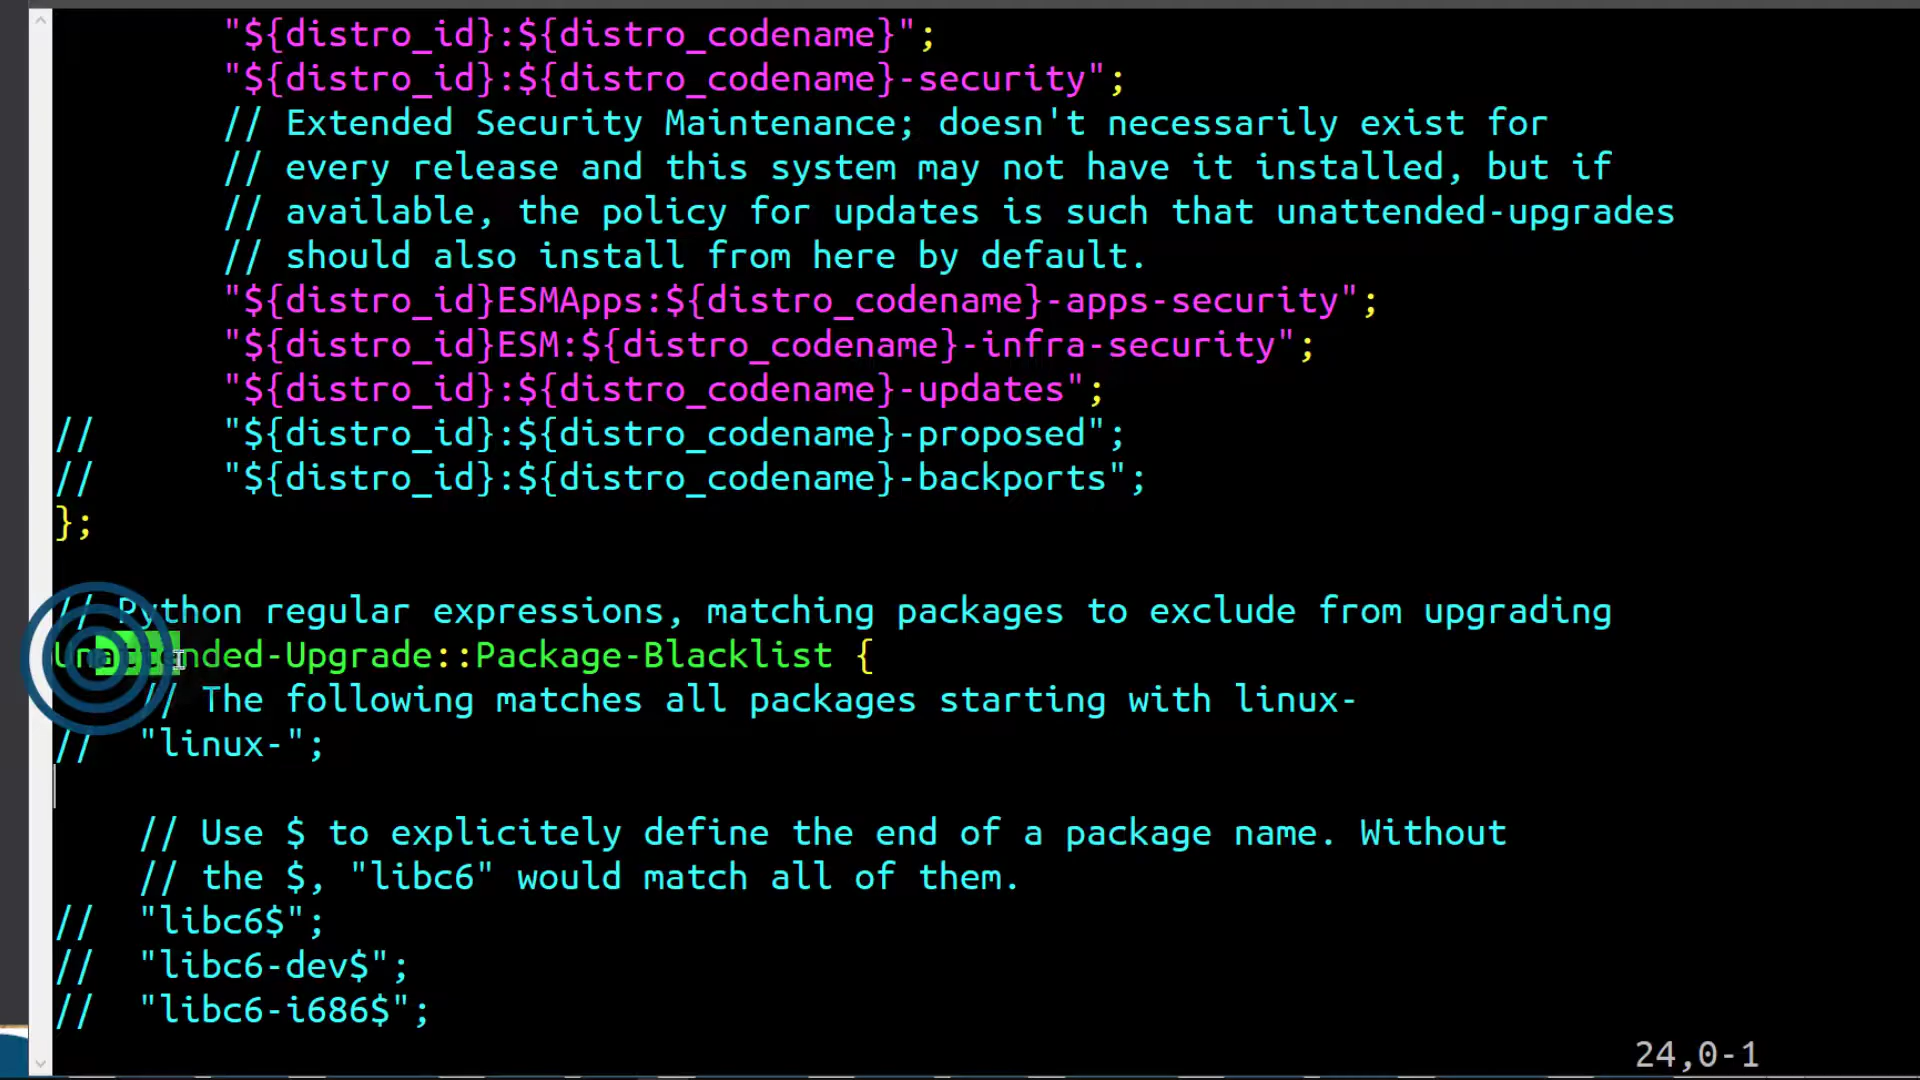 "${distro_id}:${distro_codename}";
"${distro_id}:${distro_codename}-security";
// Extended Security Maintenance; doesn't necessarily exist for
// every release and this system may not have it installed, but if
// available, the policy for updates is such that unattended-upgrades
// should also install from here by default.
"${distro_id}ESMApps:${distro_codename}-apps-security";
"${distro_id}ESM:${distro_codename}-infra-security";
"${distro_id}:${distro_codename}-updates";
// "${distro_id}:${distro_codename}-proposed";
// "${distro_id}:${distro_codename}-backports";
};
// Python regular expressions, matching packages to exclude from upgrading
Unattended-Upgrade::Package-Blacklist {
// The following matches all packages starting with linux-
// "linux-";
// Use $ to explicitely define the end of a package name. Without
// the $, "libc6" would match all of them.
// "libc6$";
// "libc6-dev$";
// "libc6-i686$";
24,0-1